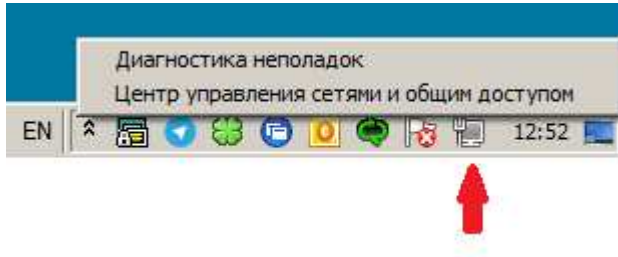 Диагностика неполадок
Центр управления сетями и общим доступом
EN 12:52